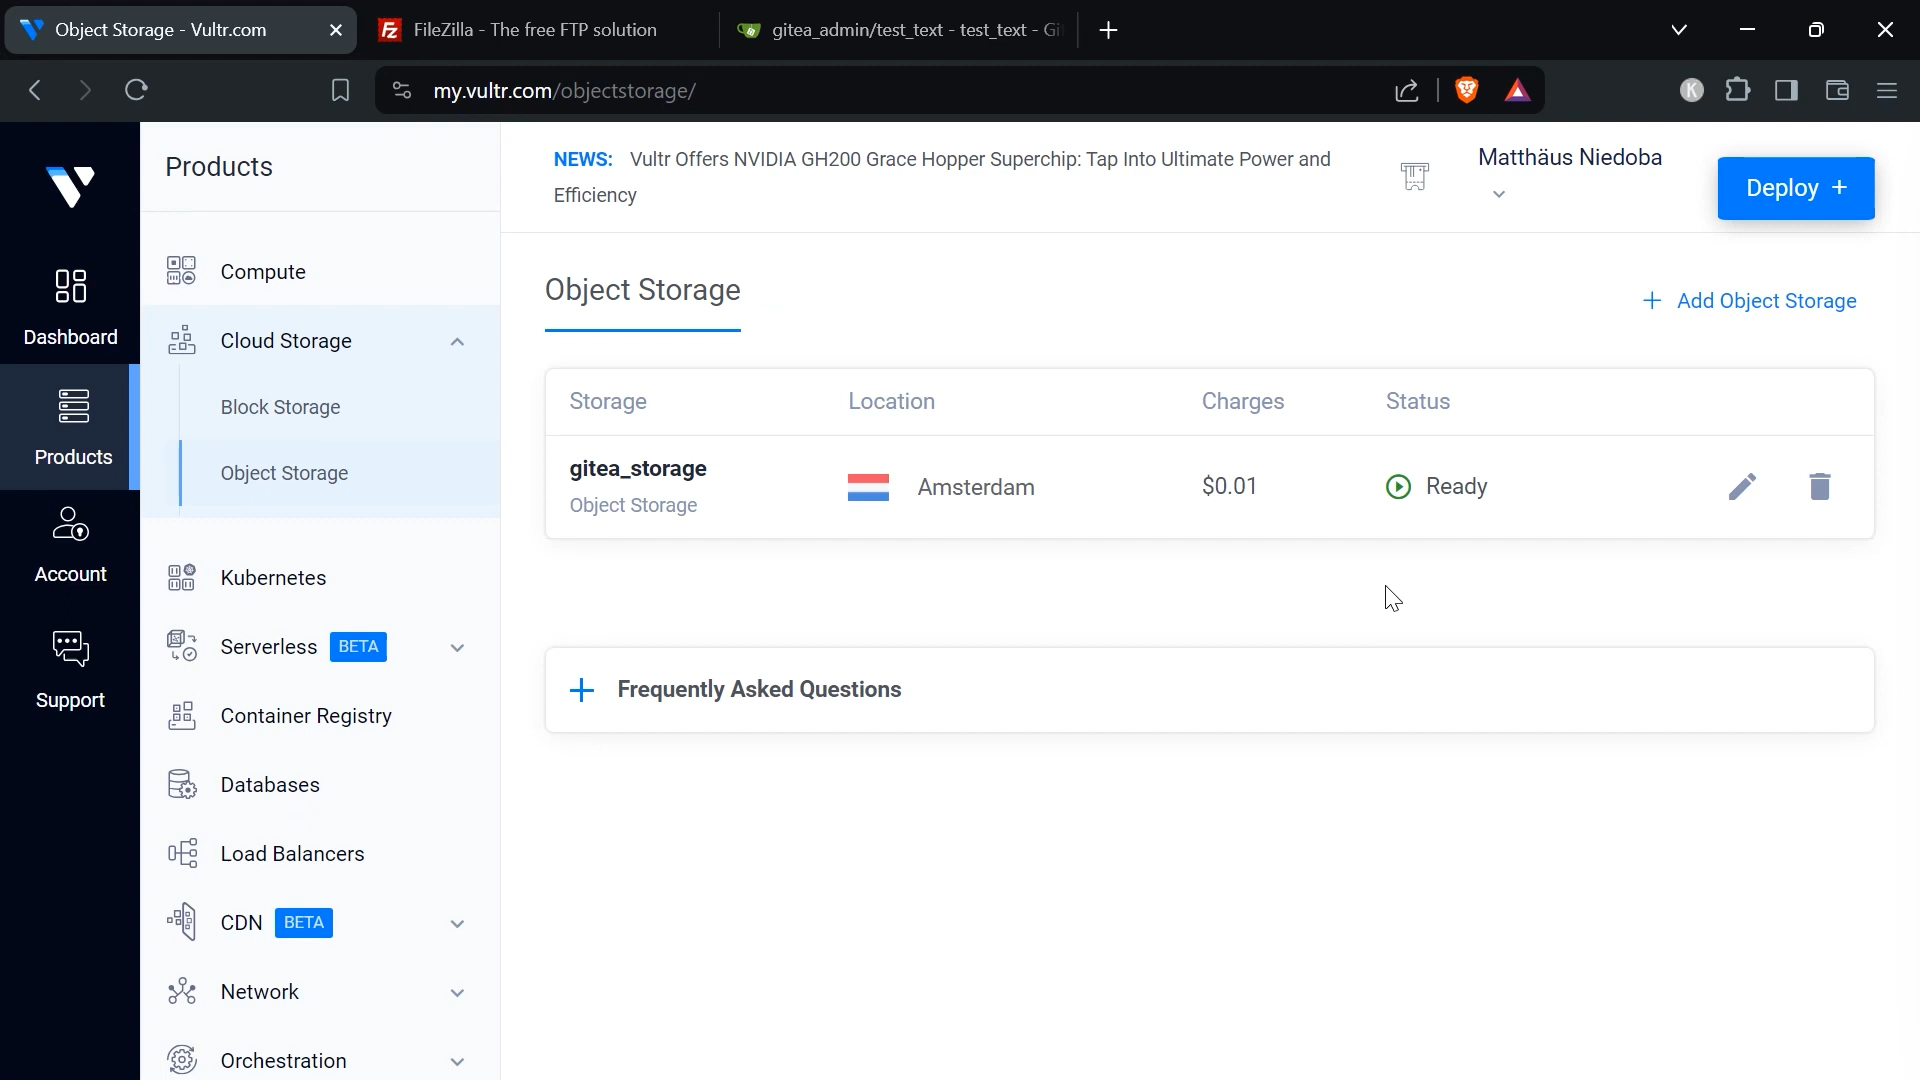 Object Storage - Vultr.com
FileZilla - The free FTP solution
gitea_admin/test_text - test_text - Gi
my.vultr.com/objectstorage/
K
Products
NEWS: Vultr Offers NVIDIA GH200 Grace Hopper Superchip: Tap Into Ultimate Power and
Efficiency
Matthäus Niedoba
Deploy +
Dashboard
Products
Account
Support
Compute
Cloud Storage
Block Storage
Object Storage
Kubernetes
Serverless BETA
Container Registry
Databases
Load Balancers
CDN BETA
Network
Orchestration
Object Storage
+ Add Object Storage
Storage Location Charges Status
gitea_storage
Object Storage
Amsterdam
$0.01
Ready
+ Frequently Asked Questions